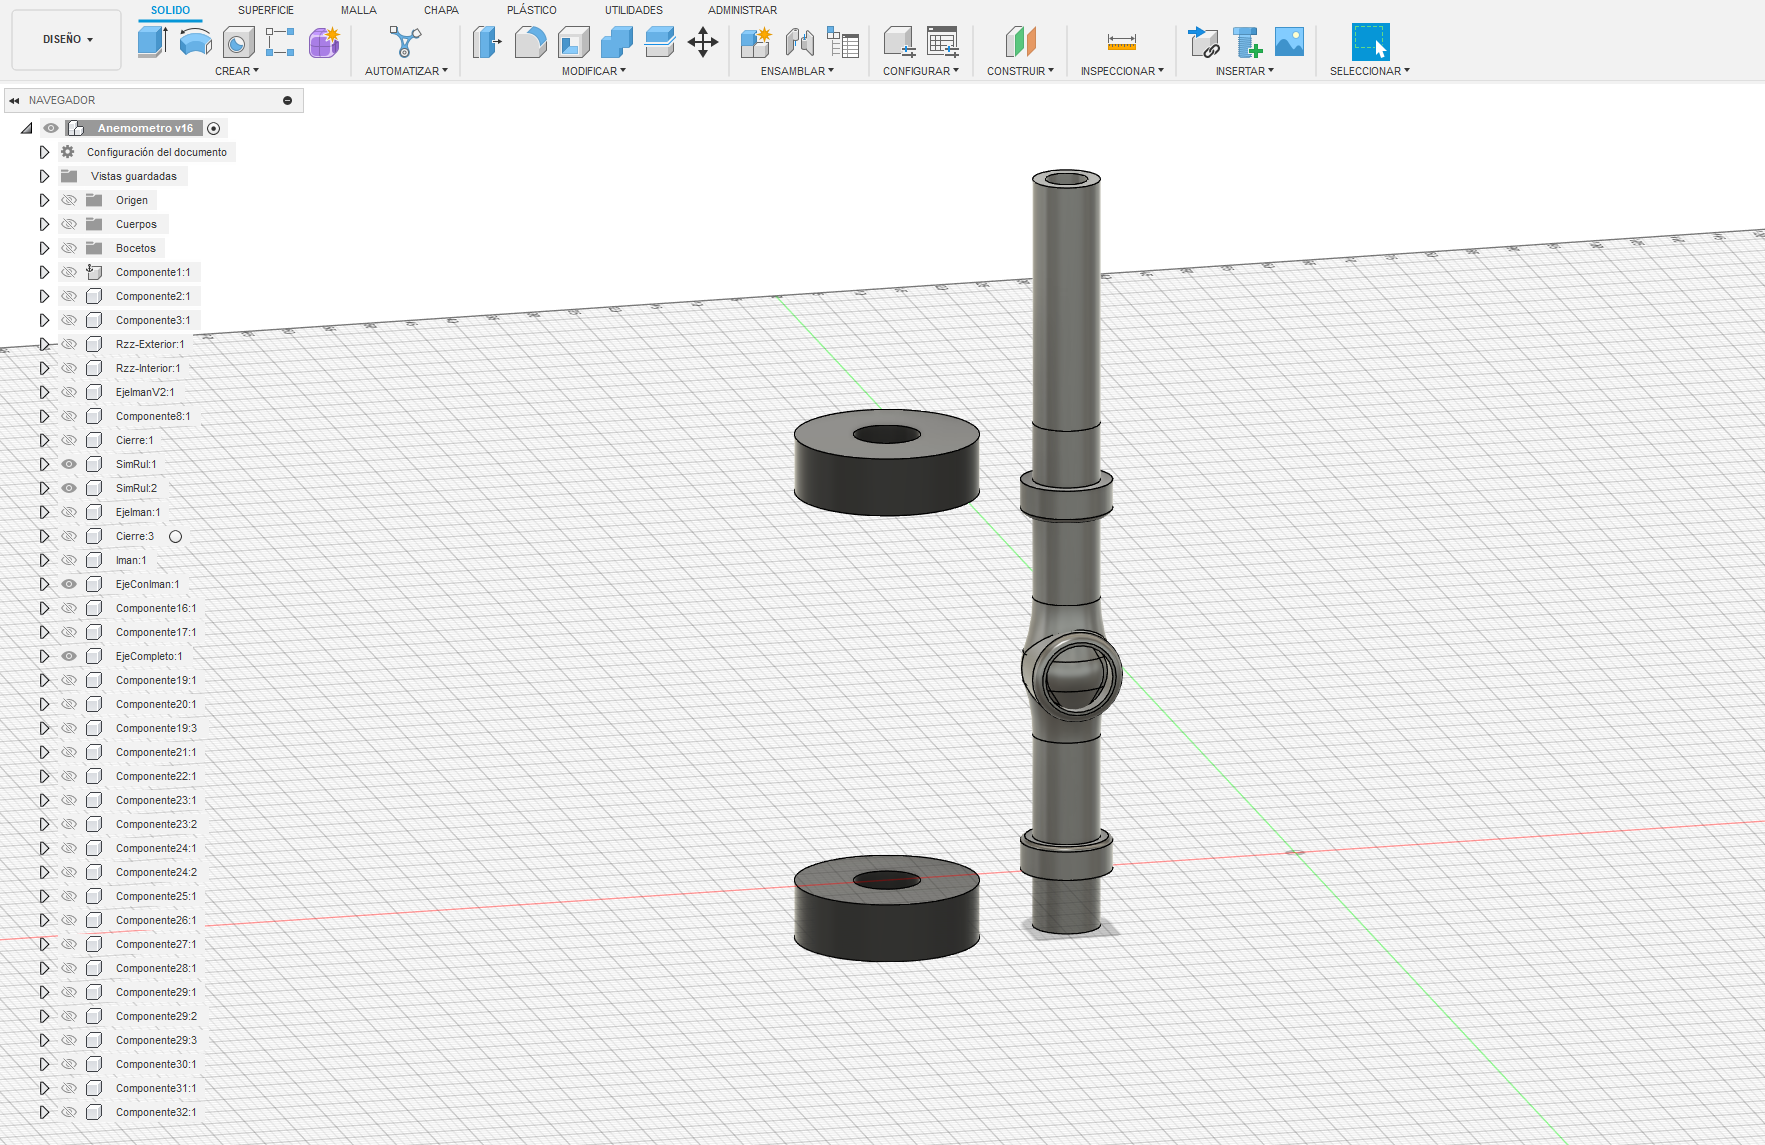 SOLIDO SUPERFICIE MALLA CHAPA PLÁSTICO UTILIDADES ADMINISTRAR
DISEÑO
CREAR AUTOMATIZAR MODIFICAR ENSAMBLAR CONFIGURAR CONSTRUIR INSPECCIONAR INSERTAR SELECCIONAR
NAVEGADOR
Anemometro v16
Configuración del documento
Vistas guardadas
Origen
Cuerpos
Bocetos
Componente1:1
Componente2:1
Componente3:1
Rzz-Exterior:1
Rzz-Interior:1
EjeImanV2:1
Componente8:1
Cierre:1
SimRul:1
SimRul:2
EjeIman:1
Cierre:3
Iman:1
EjeConIman:1
Componente16:1
Componente17:1
EjeCompleto:1
Componente19:1
Componente20:1
Componente19:3
Componente21:1
Componente22:1
Componente23:1
Componente23:2
Componente24:1
Componente24:2
Componente25:1
Componente26:1
Componente27:1
Componente28:1
Componente29:1
Componente29:2
Componente29:3
Componente30:1
Componente31:1
Componente32:1